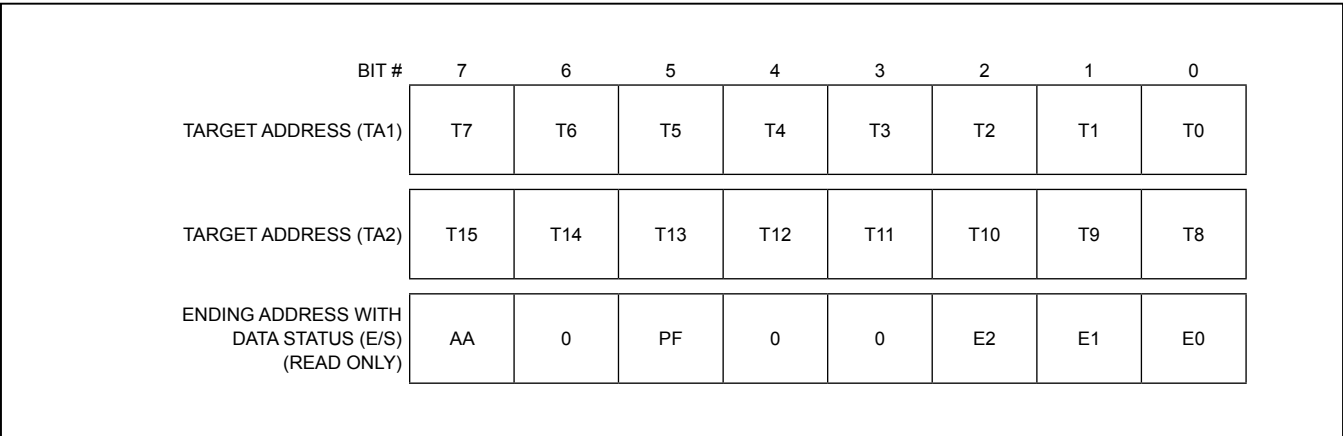 BIT # 7 6 5 4 3 2 1 0
TARGET ADDRESS (TA1) T7 T6 T5 T4 T3 T2 T1 T0
TARGET ADDRESS (TA2) T15 T14 T13 T12 T11 T10 T9 T8
ENDING ADDRESS WITH
DATA STATUS (E/S)
(READ ONLY)
AA 0 PF 0 0 E2 E1 E0